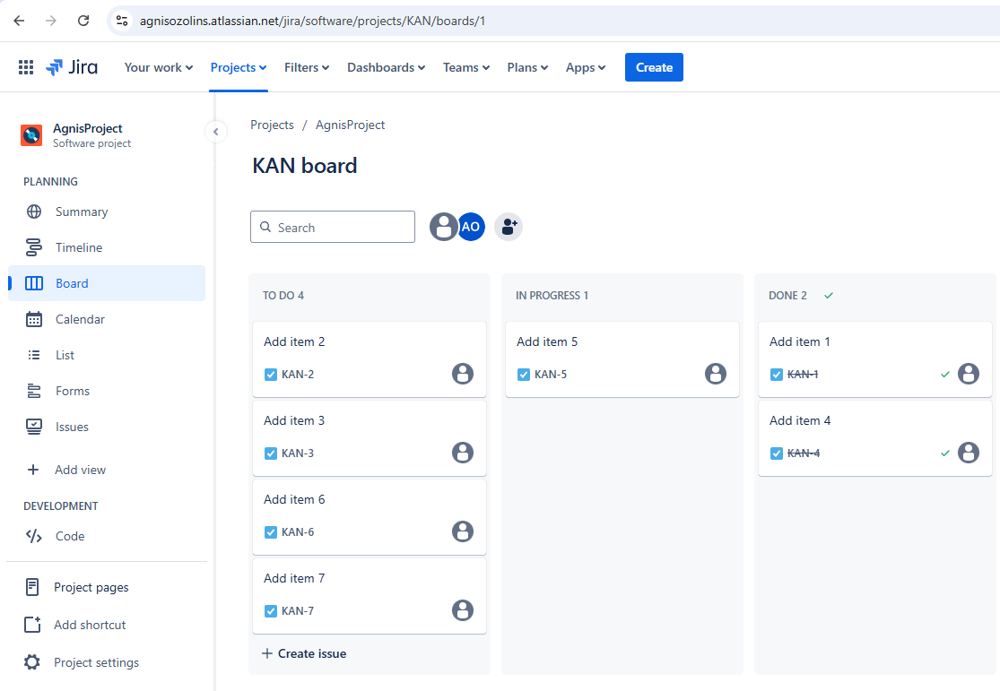 agnisozolins.atlassian.net/jira/software/projects/KAN/boards/1
Jira Your work Projects Filters Dashboards Teams Plans Apps Create
AgnisProject
Software project
PLANNING
Summary
Timeline
Board
Calendar
List
Forms
Issues
Add view
DEVELOPMENT
Code
Project pages
Add shortcut
Project settings
Projects / AgnisProject
KAN board
Search
AO
TO DO 4
Add item 2
KAN-2
Add item 3
KAN-3
Add item 6
KAN-6
Add item 7
KAN-7
Create issue
IN PROGRESS 1
Add item 5
KAN-5
DONE 2
Add item 1
KAN-1
Add item 4
KAN-4